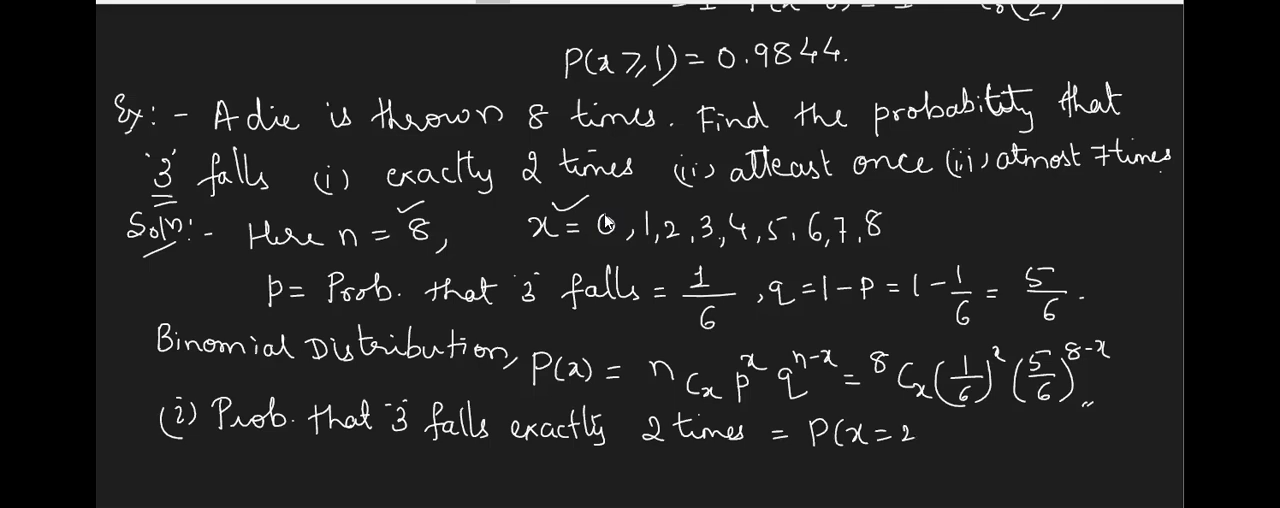 P(x ⩾ 1) = 0.9844.
Ex: - A die is thrown 8 times. Find the probability that
'3' falls (i) exactly 2 times (ii) atleast once (iii) atmost 7 times
Soln: - Here n = 8, x = 0, 1, 2, 3, 4, 5, 6, 7, 8
p = Prob. that '3' falls = 1/6, q = 1 - P = 1 - 1/6 = 5/6.
Binomial Distribution, P(x) = n Cx p^x q^n-x = 8 Cx (1/6)^x (5/6)^8-x
(i) Prob. that '3' falls exactly 2 times = P(x = 2